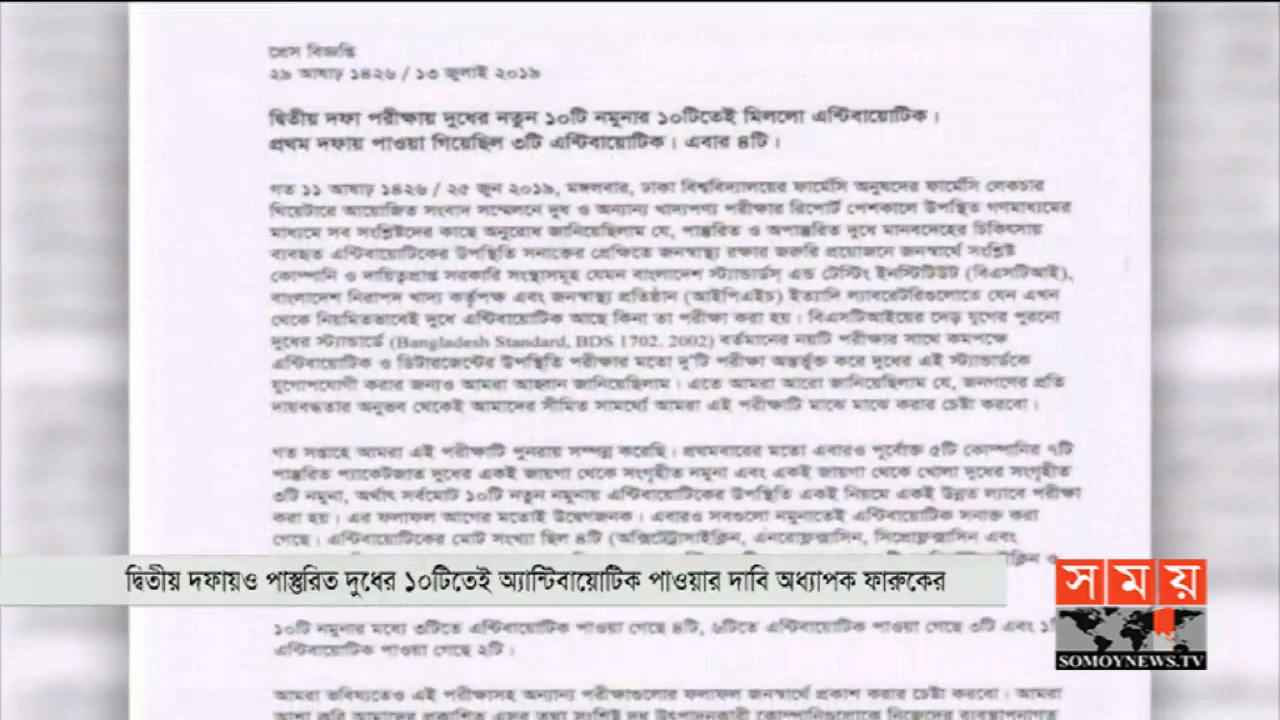 প্রেস বিজ্ঞপ্তি
২৯ আষাঢ় ১৪২৬ / ১৩ জুলাই ২০১৯
দ্বিতীয় দফা পরীক্ষায় দুধের নতুন ১০টি নমুনার ১০টিতেই মিললো এন্টিবায়োটিক।
প্রথম দফায় পাওয়া গিয়েছিল ৩টি এন্টিবায়োটিক। এবার ৪টি।
গত ১১ আষাঢ় ১৪২৬ / ২৫ জুন ২০১৯, মঙ্গলবার, ঢাকা বিশ্ববিদ্যালয়ের ফার্মেসি অনুষদের ফার্মেসি লেকচার
থিয়েটারে আয়োজিত সংবাদ সম্মেলনে দুধ ও অন্যান্য খাদ্যপণ্য পরীক্ষার রিপোর্ট পেশকালে উপস্থিত গণমাধ্যমের
মাধ্যমে সব সংশ্লিষ্টদের কাছে অনুরোধ জানিয়েছিলাম যে, পাস্তুরিত ও অপাস্তুরিত দুধে মানবদেহের চিকিৎসায়
ব্যবহৃত এন্টিবায়োটিকের উপস্থিতি সনাক্তের প্রেক্ষিতে জনস্বাস্থ্য রক্ষার জরুরি প্রয়োজনে জনস্বার্থে সংশ্লিষ্ট
কোম্পানি ও দায়িত্বপ্রাপ্ত সরকারি সংস্থাসমূহ যেমন বাংলাদেশ স্ট্যান্ডার্ডস্ এন্ড টেস্টিং ইনস্টিটিউট (বিএসটিআই),
বাংলাদেশ নিরাপদ খাদ্য কর্তৃপক্ষ এবং জনস্বাস্থ্য প্রতিষ্ঠান (আইপিএইচ) ইত্যাদি ল্যাবরেটরিগুলোতে যেন এখন
থেকে নিয়মিতভাবেই দুধে এন্টিবায়োটিক আছে কিনা তা পরীক্ষা করা হয়। বিএসটিআইয়ের দেড় যুগের পুরনো
দুধের স্ট্যান্ডার্ডে (Bangladesh Standard, BDS 1702. 2002) বর্তমানের নয়টি পরীক্ষার সাথে কমপক্ষে
এন্টিবায়োটিক ও ডিটারজেন্টের উপস্থিতি পরীক্ষার মতো দু'টি পরীক্ষা অন্তর্ভুক্ত করে দুধের এই স্ট্যান্ডার্ডকে
যুগোপযোগী করার জন্যও আমরা আহ্বান জানিয়েছিলাম। এতে আমরা আরো জানিয়েছিলাম যে, জনগণের প্রতি
দায়বদ্ধতার অনুভব থেকেই আমাদের সীমিত সামর্থ্যে আমরা এই পরীক্ষাটি মাঝে মাঝে করার চেষ্টা করবো।
গত সপ্তাহে আমরা এই পরীক্ষাটি পুনরায় সম্পন্ন করেছি। প্রথমবারের মতো এবারও পূর্বোক্ত ৫টি কোম্পানির ৭টি
পাস্তুরিত প্যাকেটজাত দুধের একই জায়গা থেকে সংগৃহীত নমুনা এবং একই জায়গা থেকে খোলা দুধের সংগৃহীত
৩টি নমুনা, অর্থাৎ সর্বমোট ১০টি নতুন নমুনায় এন্টিবায়োটিকের উপস্থিতি একই নিয়মে একই উন্নত ল্যাবে পরীক্ষা
করা হয়। এর ফলাফল আগের মতোই উদ্বেগজনক। এবারও সবগুলো নমুনাতেই এন্টিবায়োটিক সনাক্ত করা
গেছে। এন্টিবায়োটিকের মোট সংখ্যা ছিল ৪টি (অক্সিটেট্রাসাইক্লিন, এনরোফ্লক্সাসিন, সিপ্রোফ্লক্সাসিন এবং
দ্বিতীয় দফায়ও পাস্তুরিত দুধের ১০টিতেই অ্যান্টিবায়োটিক পাওয়ার দাবি অধ্যাপক ফারুকের
সময়
SOMOYNEWS.TV
১০টি নমুনার মধ্যে ৩টিতে এন্টিবায়োটিক পাওয়া গেছে ৪টি, ৬টিতে এন্টিবায়োটিক পাওয়া গেছে ৩টি এবং
এন্টিবায়োটিক পাওয়া গেছে ২টি।
আমরা ভবিষ্যতেও এই পরীক্ষাসহ অন্যান্য পরীক্ষাগুলোর ফলাফল জনস্বার্থে প্রকাশ করার চেষ্টা করবো। আমরা